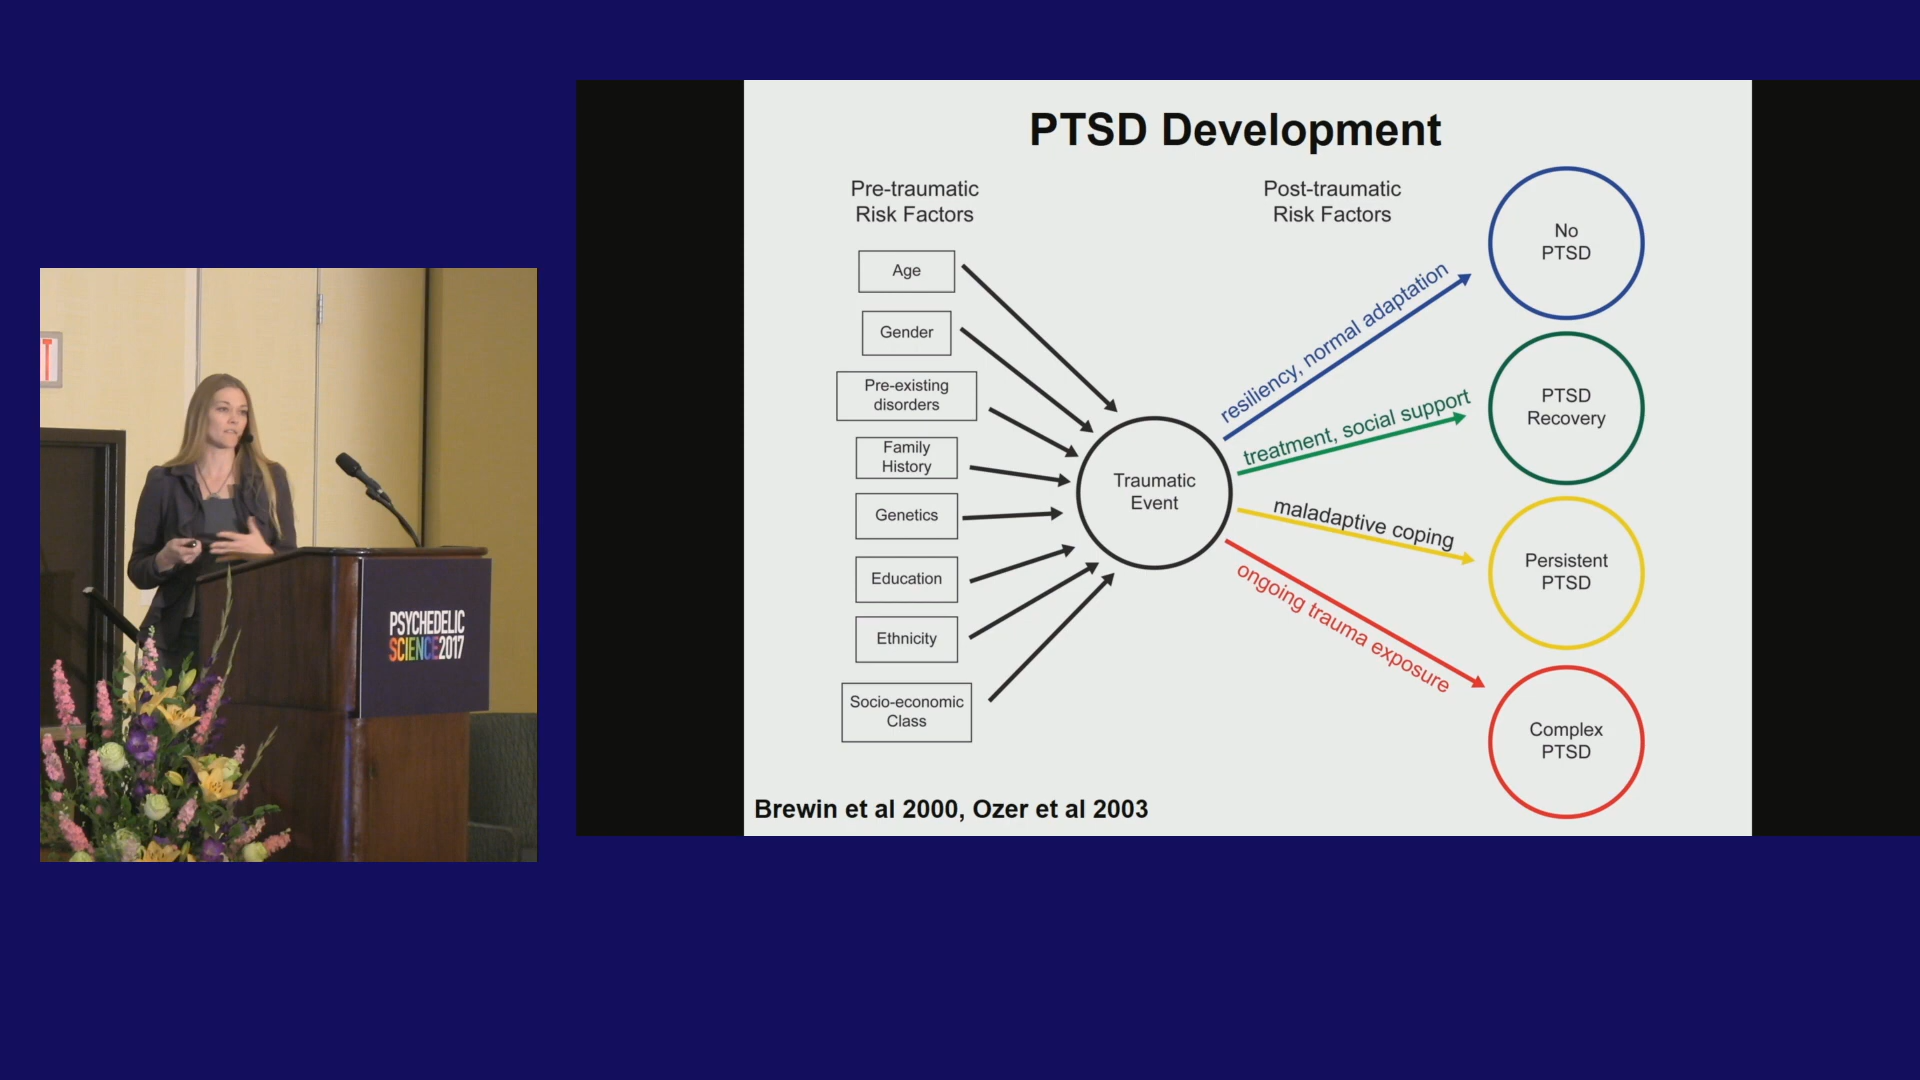 PTSD Development
Pre-traumatic
Risk Factors
Post-traumatic
Risk Factors
Age
Gender
Pre-existing
disorders
Family
History
Genetics
Education
Ethnicity
Socio-economic
Class
Traumatic
Event
resiliency, normal adaptation
treatment, social support
maladaptive coping
ongoing trauma exposure
No
PTSD
PTSD
Recovery
Persistent
PTSD
Complex
PTSD
Brewin et al 2000, Ozer et al 2003
PSYCHEDELIC
SCIENCE2017